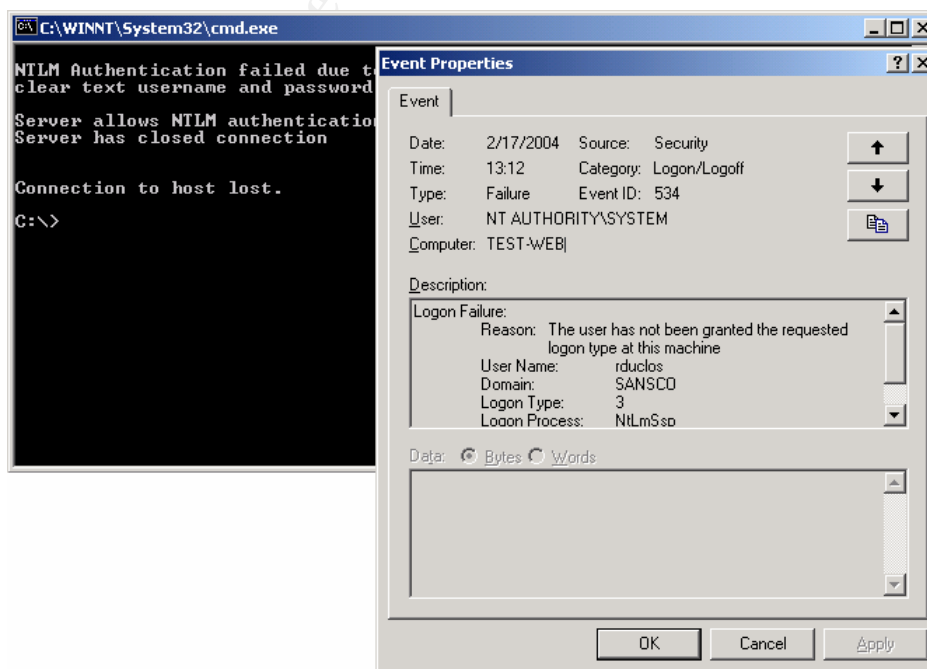 C:\WINNT\System32\cmd.exe
NTLM Authentication failed due t
clear text username and password
Server allows NTLM authentication
Server has closed connection
Connection to host lost.
C:\>
Event Properties
Event
Date: 2/17/2004 Source: Security
Time: 13:12 Category: Logon/Logoff
Type: Failure Event ID: 534
User: NT AUTHORITY\SYSTEM
Computer: TEST-WEB
Description:
Logon Failure:
Reason: The user has not been granted the requested
logon type at this machine
User Name: rduclos
Domain: SANSCO
Logon Type: 3
Logon Process: NtLmSsp
Data: Bytes Words
OK Cancel Apply